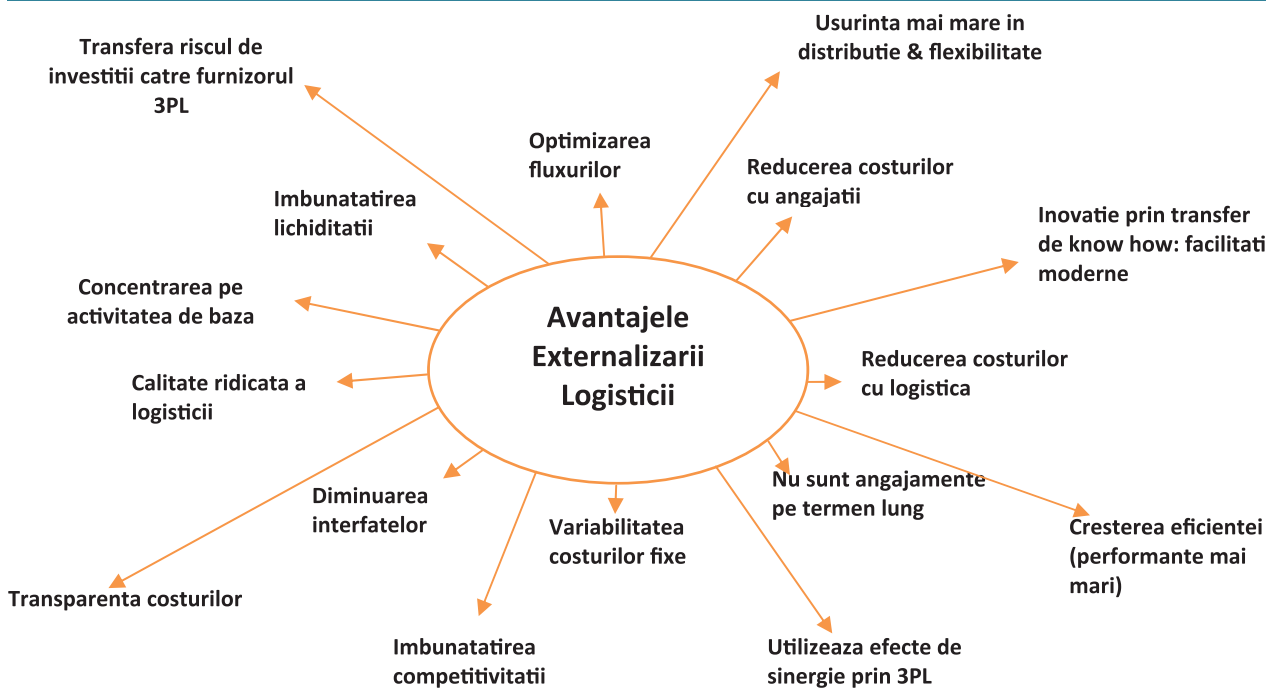 Transfera riscul de
investitii catre furnizorul
3PL
Usurinta mai mare in
distributie & flexibilitate
Optimizarea
fluxurilor
Reducerea costurilor
cu angajatii
Imbunatatirea
lichiditatii
Inovatie prin transfer
de know how: facilitati
moderne
Concentrarea pe
activitatea de baza
Avantajele
Externalizarii
Logisticii
Calitate ridicata a
logisticii
Reducerea costurilor
cu logistica
Diminuarea
interfatelor
Nu sunt angajamente
pe termen lung
Variabilitatea
costurilor fixe
Cresterea eficientei
(performante mai
mari)
Transparenta costurilor
Imbunatatirea
competitivitatii
Utilizeaza efecte de
sinergie prin 3PL